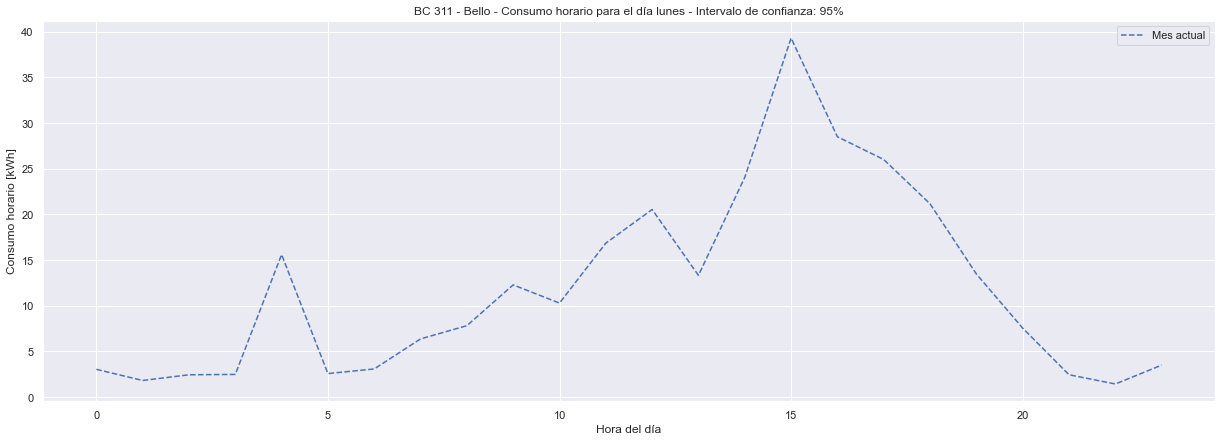 BC 311 - Bello - Consumo horario para el día lunes - Intervalo de confianza: 95%
Mes actual
40
35
30
25
20
15
10
5
0
Consumo horario [kWh]
0 5 10 15 20
Hora del día